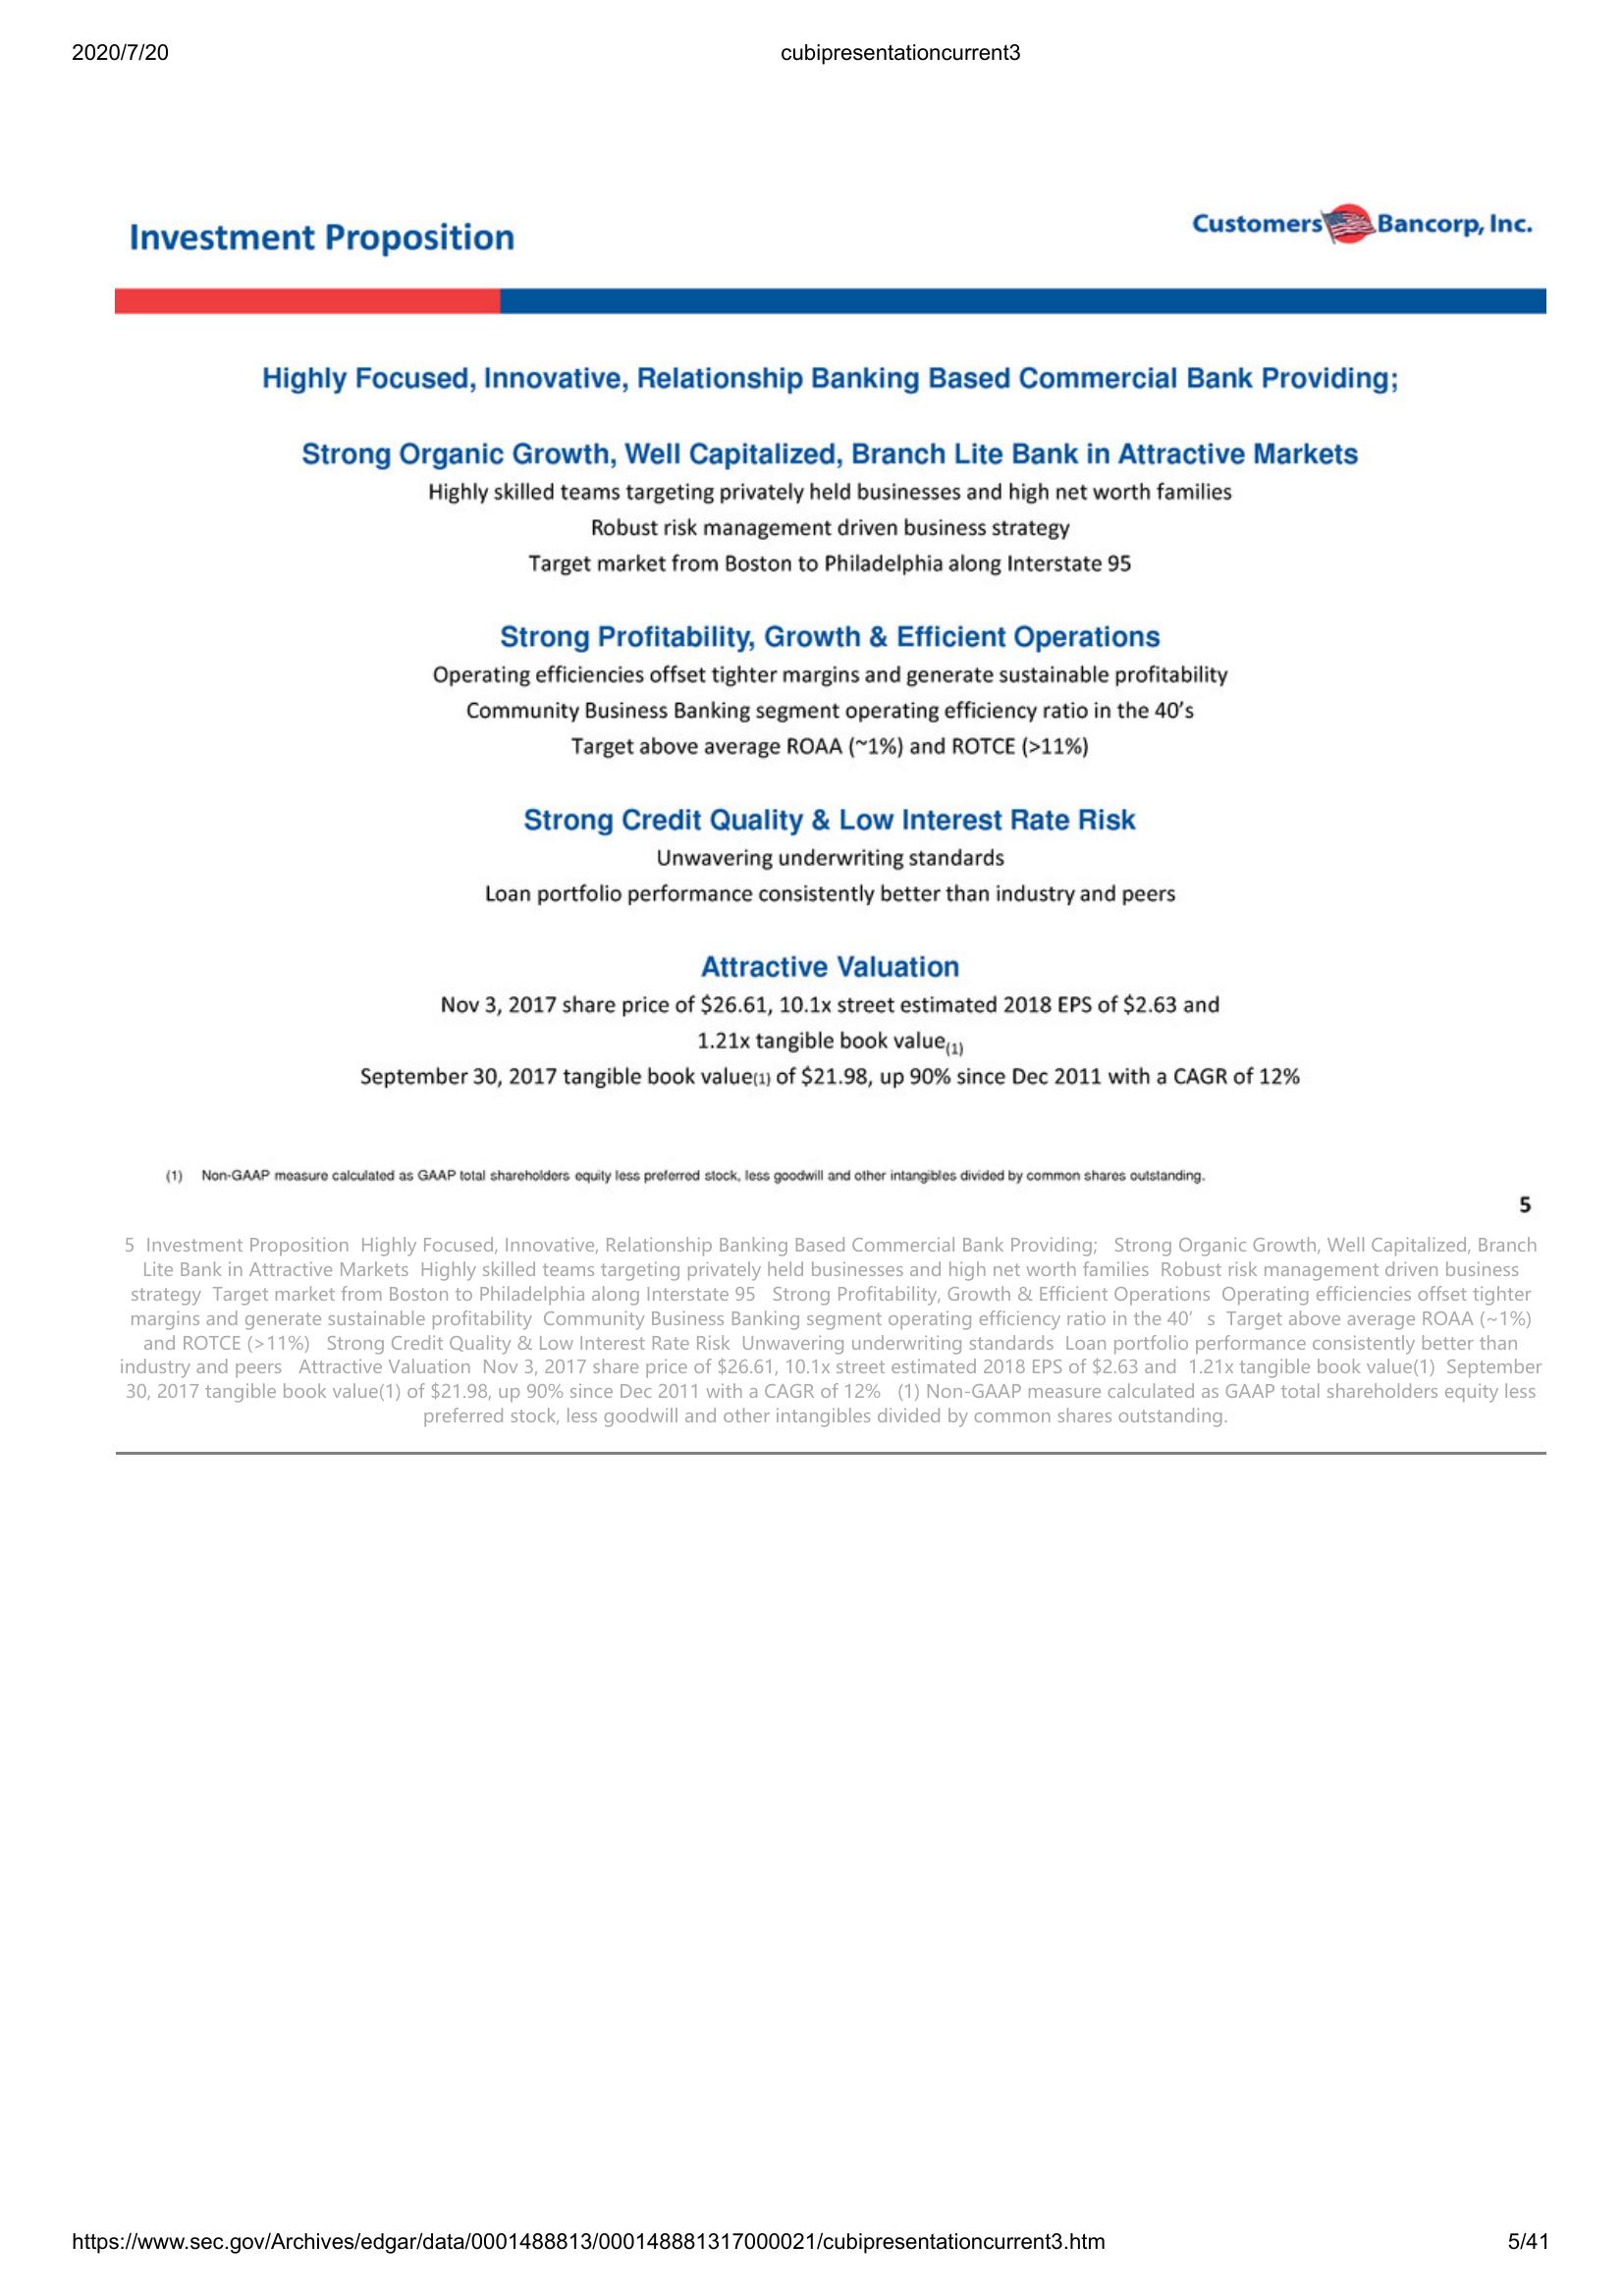 2020/7/20
cubipresentationcurrent3
Investment Proposition
Customers Bancorp, Inc.
Highly Focused, Innovative, Relationship Banking Based Commercial Bank Providing;
Strong Organic Growth, Well Capitalized, Branch Lite Bank in Attractive Markets
Highly skilled teams targeting privately held businesses and high net worth families
Robust risk management driven business strategy
Target market from Boston to Philadelphia along Interstate 95
Strong Profitability, Growth & Efficient Operations
Operating efficiencies offset tighter margins and generate sustainable profitability
Community Business Banking segment operating efficiency ratio in the 40’s
Target above average ROAA (~1%) and ROTCE (>11%)
Strong Credit Quality & Low Interest Rate Risk
Unwavering underwriting standards
Loan portfolio performance consistently better than industry and peers
Attractive Valuation
Nov 3, 2017 share price of $26.61, 10.1x street estimated 2018 EPS of $2.63 and
1.21x tangible book value(1)
September 30, 2017 tangible book value(1) of $21.98, up 90% since Dec 2011 with a CAGR of 12%
(1) Non-GAAP measure calculated as GAAP total shareholders equity less preferred stock, less goodwill and other intangibles divided by common shares outstanding.
5
5 Investment Proposition Highly Focused, Innovative, Relationship Banking Based Commercial Bank Providing; Strong Organic Growth, Well Capitalized, Branch
Lite Bank in Attractive Markets Highly skilled teams targeting privately held businesses and high net worth families Robust risk management driven business
strategy Target market from Boston to Philadelphia along Interstate 95 Strong Profitability, Growth & Efficient Operations Operating efficiencies offset tighter
margins and generate sustainable profitability Community Business Banking segment operating efficiency ratio in the 40’ s Target above average ROAA (~1%)
and ROTCE (>11%) Strong Credit Quality & Low Interest Rate Risk Unwavering underwriting standards Loan portfolio performance consistently better than
industry and peers Attractive Valuation Nov 3, 2017 share price of $26.61, 10.1x street estimated 2018 EPS of $2.63 and 1.21x tangible book value(1) September
30, 2017 tangible book value(1) of $21.98, up 90% since Dec 2011 with a CAGR of 12% (1) Non-GAAP measure calculated as GAAP total shareholders equity less
preferred stock, less goodwill and other intangibles divided by common shares outstanding.
https://www.sec.gov/Archives/edgar/data/0001488813/000148881317000021/cubipresentationcurrent3.htm
5/41